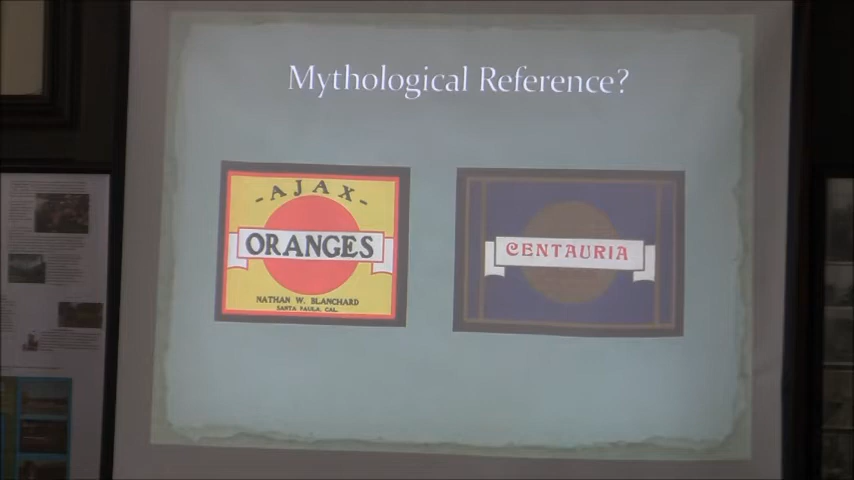 Mythological Reference?
-AJAX-
ORANGES
NATHAN W. BLANCHARD
SANTA PAULA, CAL.
CENTAURIA